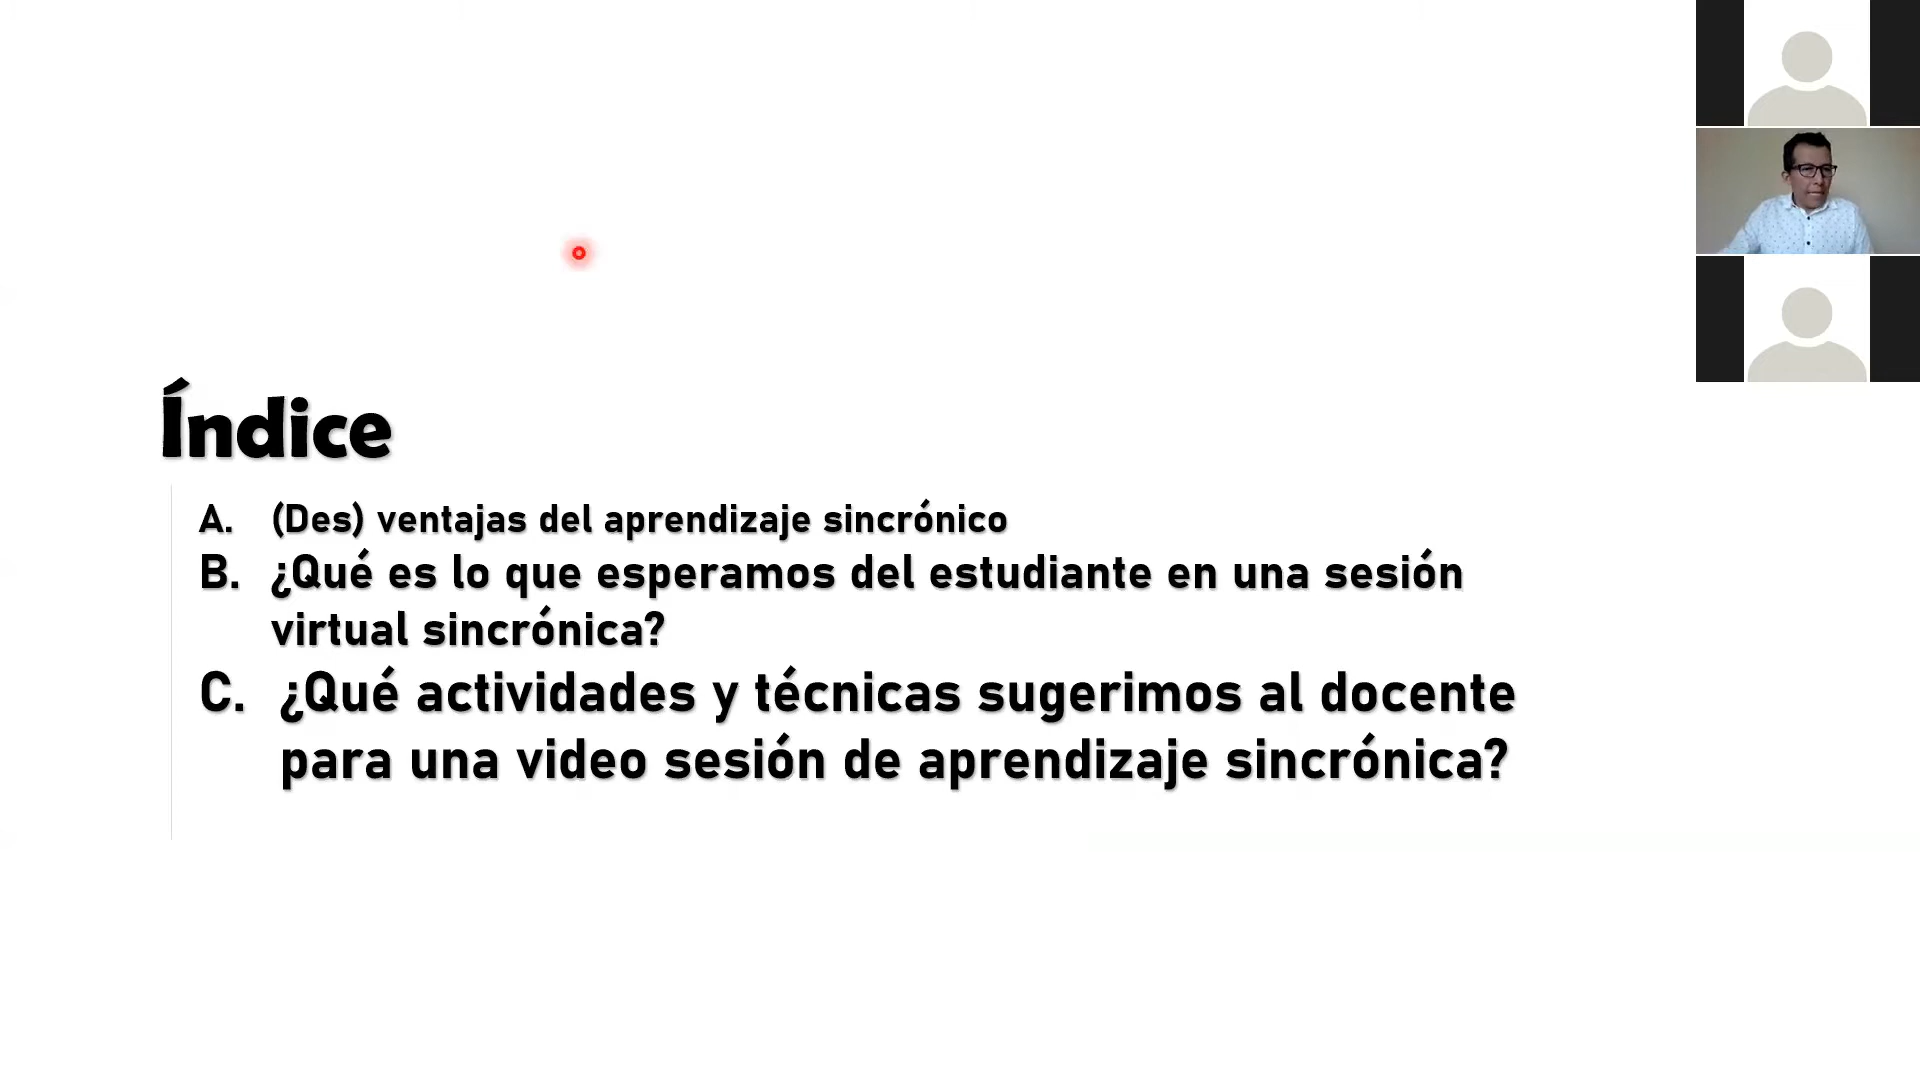 Índice
A. (Des) ventajas del aprendizaje sincrónico
B. ¿Qué es lo que esperamos del estudiante en una sesión
virtual sincrónica?
C. ¿Qué actividades y técnicas sugerimos al docente
para una video sesión de aprendizaje sincrónica?